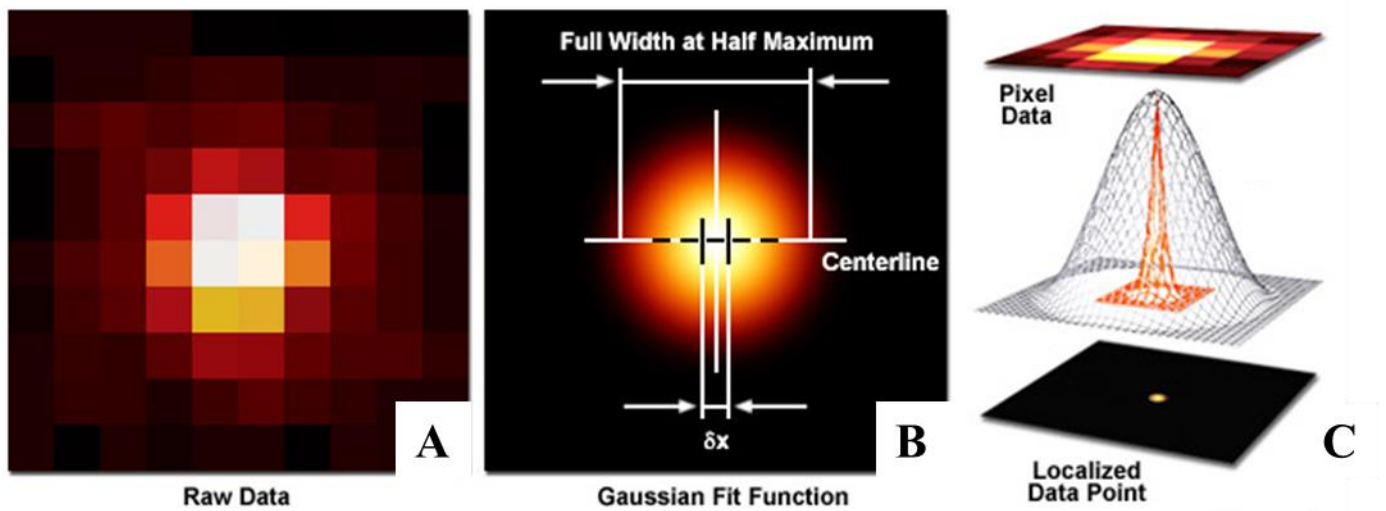 A
Raw Data
Full Width at Half Maximum
Centerline
δx
B
Gaussian Fit Function
Pixel
Data
C
Localized
Data Point